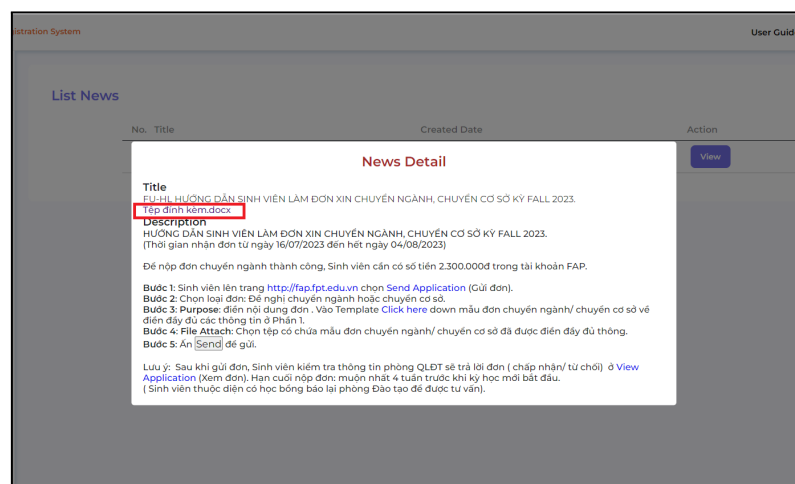 istration System
User Guid
List News
No. Title Created Date Action
View
News Detail
Title
FU-HL HƯỚNG DẪN SINH VIÊN LÀM ĐƠN XIN CHUYỂN NGÀNH, CHUYỂN CƠ SỞ KỲ FALL 2023.
Tệp đính kèm.docx
Description
HƯỚNG DẪN SINH VIÊN LÀM ĐƠN XIN CHUYỂN NGÀNH, CHUYỂN CƠ SỞ KỲ FALL 2023.
(Thời gian nhận đơn từ ngày 16/07/2023 đến hết ngày 04/08/2023)
Để nộp đơn chuyển ngành thành công, Sinh viên cần có số tiền 2.300.000đ trong tài khoản FAP.
Bước 1: Sinh viên lên trang http://fap.fpt.edu.vn chọn Send Application (Gửi đơn).
Bước 2: Chọn loại đơn: Đề nghị chuyển ngành hoặc chuyển cơ sở.
Bước 3: Purpose: điền nội dung đơn . Vào Template Click here down mẫu đơn chuyển ngành/ chuyển cơ sở về
điền đầy đủ các thông tin ở Phần 1.
Bước 4: File Attach: Chọn tệp có chứa mẫu đơn chuyển ngành/ chuyển cơ sở đã được điền đầy đủ thông.
Bước 5: Ấn Send để gửi.
Lưu ý: Sau khi gửi đơn, Sinh viên kiểm tra thông tin phòng QLĐT sẽ trả lời đơn ( chấp nhận/ từ chối) ở View
Application (Xem đơn). Hạn cuối nộp đơn: muộn nhất 4 tuần trước khi kỳ học mới bắt đầu.
( Sinh viên thuộc diện có học bổng báo lại phòng Đào tạo để được tư vấn).